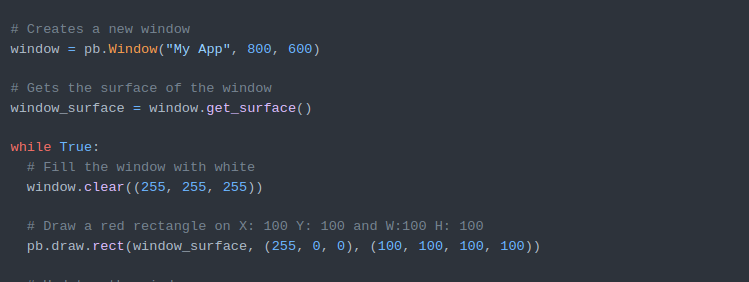 # Creates a new window
window = pb.Window("My App", 800, 600)
# Gets the surface of the window
window_surface = window.get_surface()
while True:
# Fill the window with white
window.clear((255, 255, 255))
# Draw a red rectangle on X: 100 Y: 100 and W:100 H: 100
pb.draw.rect(window_surface, (255, 0, 0), (100, 100, 100, 100))